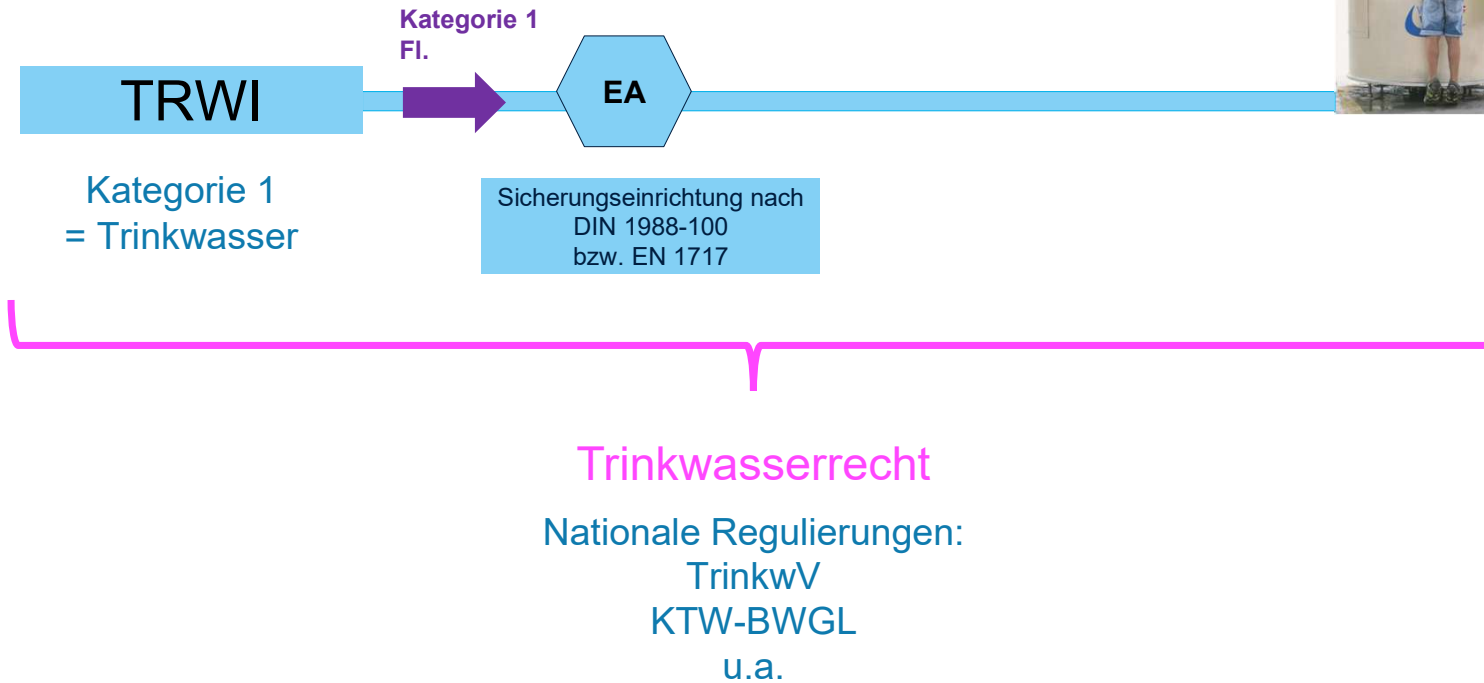 Kategorie 1
Fl.
TRWI
EA
Kategorie 1
= Trinkwasser
Sicherungseinrichtung nach
DIN 1988-100
bzw. EN 1717
Trinkwasserrecht
Nationale Regulierungen:
TrinkwV
KTW-BWGL
u.a.